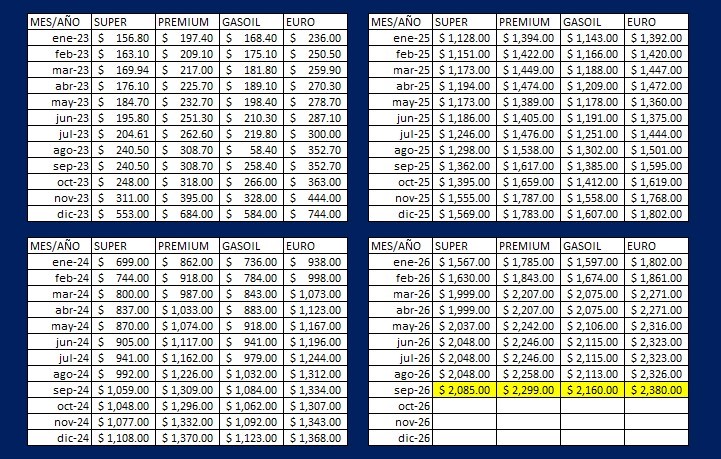 MES/AÑO SUPER PREMIUM GASOIL EURO
ene-23 $ 156.80 $ 197.40 $ 168.40 $ 236.00
feb-23 $ 163.10 $ 209.10 $ 175.10 $ 250.50
mar-23 $ 169.94 $ 217.00 $ 181.80 $ 259.90
abr-23 $ 176.10 $ 225.70 $ 189.10 $ 270.30
may-23 $ 184.70 $ 232.70 $ 198.40 $ 278.70
jun-23 $ 195.80 $ 251.30 $ 210.30 $ 287.10
jul-23 $ 204.61 $ 262.60 $ 219.80 $ 300.00
ago-23 $ 240.50 $ 308.70 $ 58.40 $ 352.70
sep-23 $ 240.50 $ 308.70 $ 258.40 $ 352.70
oct-23 $ 248.00 $ 318.00 $ 266.00 $ 363.00
nov-23 $ 311.00 $ 395.00 $ 328.00 $ 444.00
dic-23 $ 553.00 $ 684.00 $ 584.00 $ 744.00
MES/AÑO SUPER PREMIUM GASOIL EURO
ene-25 $ 1,128.00 $ 1,394.00 $ 1,143.00 $ 1,392.00
feb-25 $ 1,151.00 $ 1,422.00 $ 1,166.00 $ 1,420.00
mar-25 $ 1,173.00 $ 1,449.00 $ 1,188.00 $ 1,447.00
abr-25 $ 1,194.00 $ 1,474.00 $ 1,209.00 $ 1,472.00
may-25 $ 1,173.00 $ 1,389.00 $ 1,178.00 $ 1,360.00
jun-25 $ 1,186.00 $ 1,405.00 $ 1,191.00 $ 1,375.00
jul-25 $ 1,246.00 $ 1,476.00 $ 1,251.00 $ 1,444.00
ago-25 $ 1,298.00 $ 1,538.00 $ 1,302.00 $ 1,501.00
sep-25 $ 1,362.00 $ 1,617.00 $ 1,385.00 $ 1,595.00
oct-25 $ 1,395.00 $ 1,659.00 $ 1,412.00 $ 1,619.00
nov-25 $ 1,555.00 $ 1,787.00 $ 1,558.00 $ 1,768.00
dic-25 $ 1,569.00 $ 1,783.00 $ 1,607.00 $ 1,802.00
MES/AÑO SUPER PREMIUM GASOIL EURO
ene-24 $ 699.00 $ 862.00 $ 736.00 $ 938.00
feb-24 $ 744.00 $ 918.00 $ 784.00 $ 998.00
mar-24 $ 800.00 $ 987.00 $ 843.00 $ 1,073.00
abr-24 $ 837.00 $ 1,033.00 $ 883.00 $ 1,123.00
may-24 $ 870.00 $ 1,074.00 $ 918.00 $ 1,167.00
jun-24 $ 905.00 $ 1,117.00 $ 941.00 $ 1,196.00
jul-24 $ 941.00 $ 1,162.00 $ 979.00 $ 1,244.00
ago-24 $ 992.00 $ 1,226.00 $ 1,032.00 $ 1,312.00
sep-24 $ 1,059.00 $ 1,309.00 $ 1,084.00 $ 1,334.00
oct-24 $ 1,048.00 $ 1,296.00 $ 1,062.00 $ 1,307.00
nov-24 $ 1,077.00 $ 1,332.00 $ 1,092.00 $ 1,343.00
dic-24 $ 1,108.00 $ 1,370.00 $ 1,123.00 $ 1,368.00
MES/AÑO SUPER PREMIUM GASOIL EURO
ene-26 $ 1,567.00 $ 1,785.00 $ 1,597.00 $ 1,802.00
feb-26 $ 1,630.00 $ 1,843.00 $ 1,674.00 $ 1,861.00
mar-26 $ 1,999.00 $ 2,207.00 $ 2,075.00 $ 2,271.00
abr-26 $ 1,999.00 $ 2,207.00 $ 2,075.00 $ 2,271.00
may-26 $ 2,037.00 $ 2,242.00 $ 2,106.00 $ 2,316.00
jun-26 $ 2,048.00 $ 2,246.00 $ 2,115.00 $ 2,323.00
jul-26 $ 2,048.00 $ 2,246.00 $ 2,115.00 $ 2,323.00
ago-26 $ 2,048.00 $ 2,258.00 $ 2,113.00 $ 2,326.00
sep-26 $ 2,085.00 $ 2,299.00 $ 2,160.00 $ 2,380.00
oct-26
nov-26
dic-26